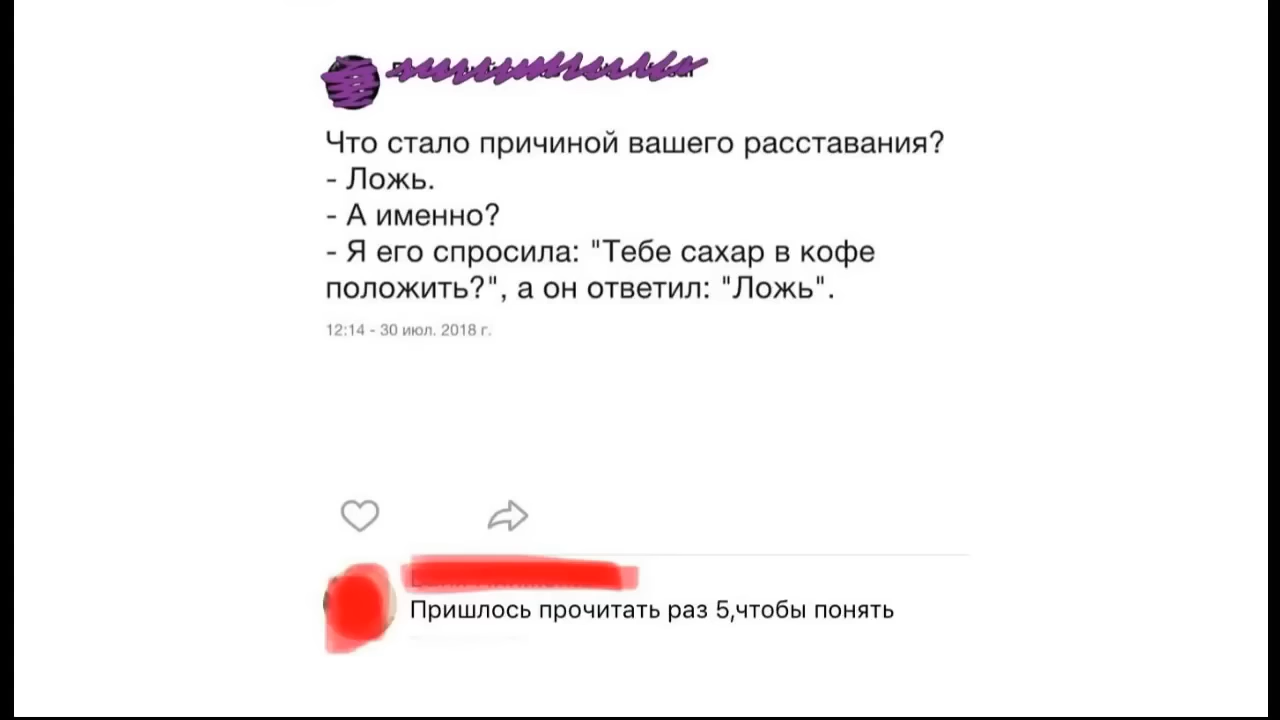 Что стало причиной вашего расставания?
- Ложь.
- А именно?
- Я его спросила: "Тебе сахар в кофе
положить?", а он ответил: "Ложь".
12:14 - 30 июл. 2018 г.
Пришлось прочитать раз 5,чтобы понять